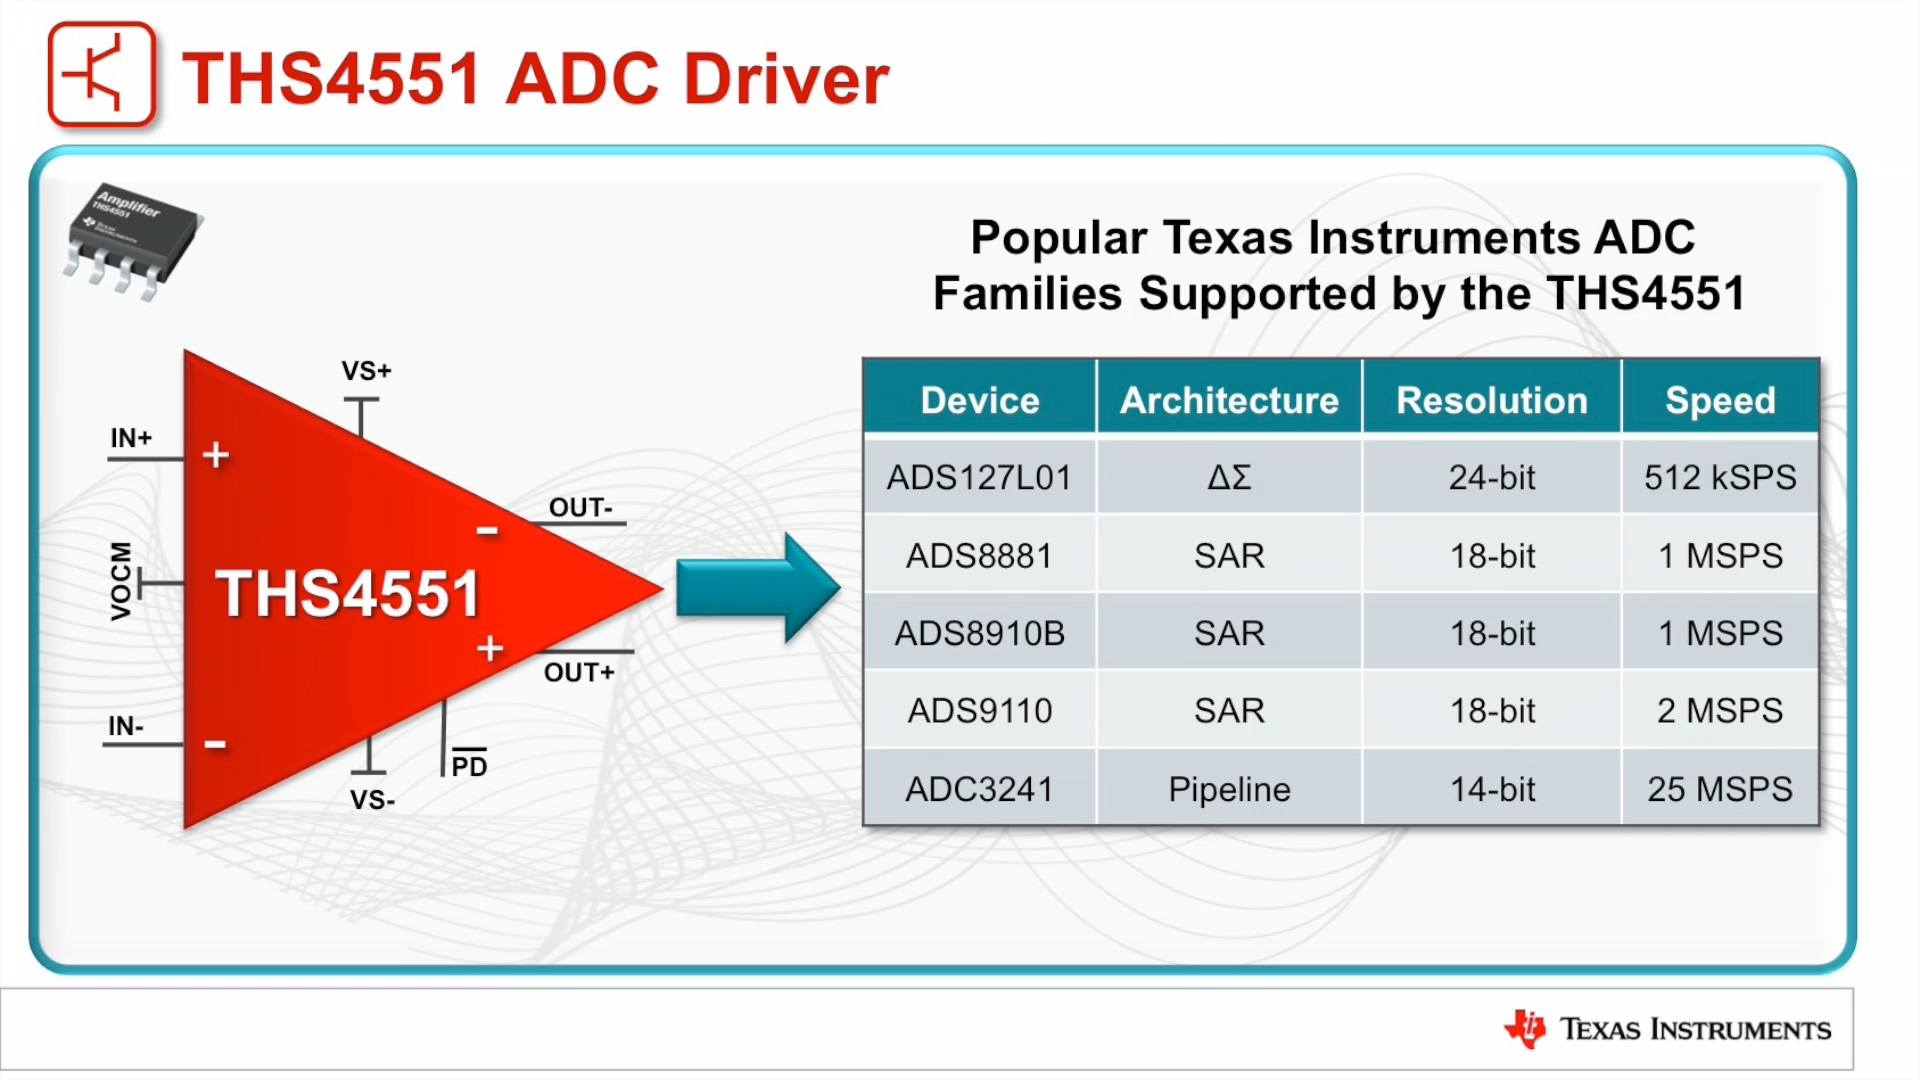 THS4551 ADC Driver
Amplifier
THS4551
TEXAS
INSTRUMENTS
Popular Texas Instruments ADC
Families Supported by the THS4551
VS+
IN+
+
OUT-
-
VOCM
THS4551
+
OUT+
IN-
-
PD
VS-
Device Architecture Resolution Speed
ADS127L01 ΔΣ 24-bit 512 kSPS
ADS8881 SAR 18-bit 1 MSPS
ADS8910B SAR 18-bit 1 MSPS
ADS9110 SAR 18-bit 2 MSPS
ADC3241 Pipeline 14-bit 25 MSPS
TEXAS INSTRUMENTS